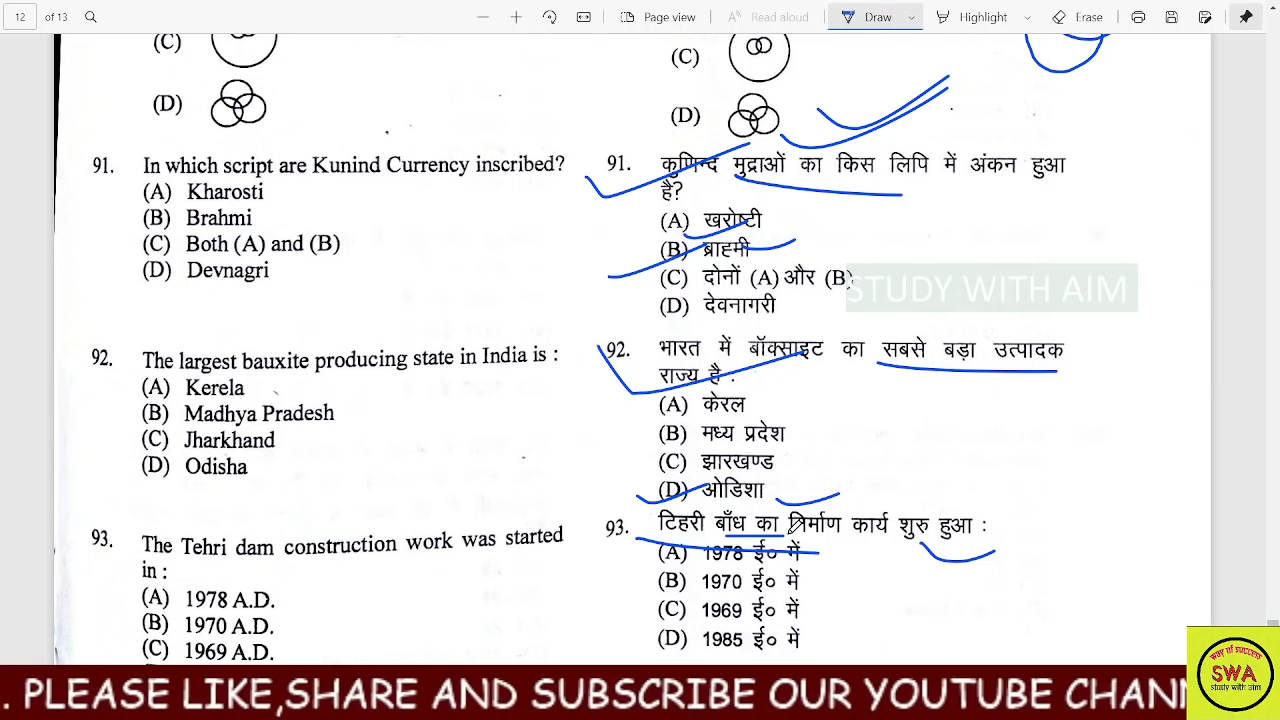 12 of 13
Page view
Read aloud
Draw
Highlight
Erase
(C)
(D)
91. In which script are Kunind Currency inscribed?
(A) Kharosti
(B) Brahmi
(C) Both (A) and (B)
(D) Devnagri
92. The largest bauxite producing state in India is :
(A) Kerela
(B) Madhya Pradesh
(C) Jharkhand
(D) Odisha
93. The Tehri dam construction work was started
in :
(A) 1978 A.D.
(B) 1970 A.D.
(C) 1969 A.D.
(C)
(D)
91. कुणिन्द मुद्राओं का किस लिपि में अंकन हुआ
है?
(A) खरोष्टी
(B) ब्राह्मी
(C) दोनों (A) और (B)
(D) देवनागरी
92. भारत में बॉक्साइट का सबसे बड़ा उत्पादक
राज्य है :
(A) केरल
(B) मध्य प्रदेश
(C) झारखण्ड
(D) ओडिशा
93. टिहरी बाँध का निर्माण कार्य शुरु हुआ :
(A) 1978 ई० में
(B) 1970 ई० में
(C) 1969 ई० में
(D) 1985 ई० में
STUDY WITH AIM
way of success
SWA
study with aim
. PLEASE LIKE,SHARE AND SUBSCRIBE OUR YOUTUBE CHANN